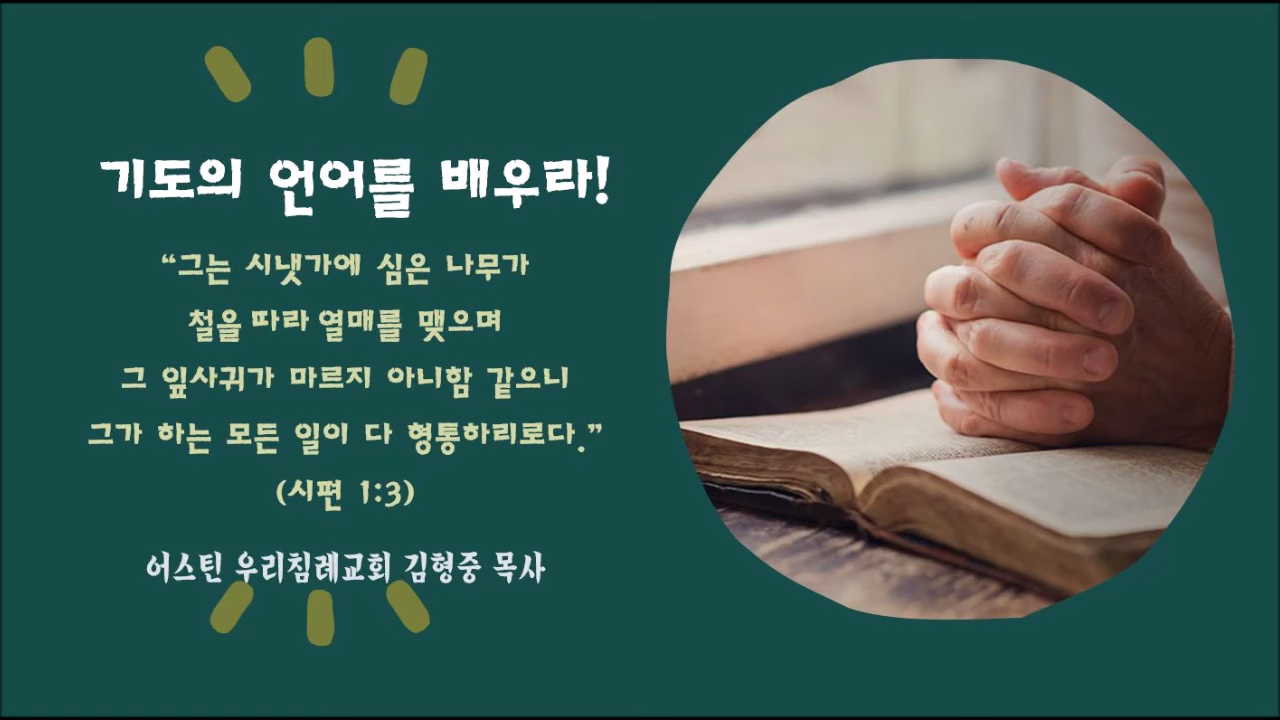 기도의 언어를 배우라!
“그는 시냇가에 심은 나무가
철을 따라 열매를 맺으며
그 잎사귀가 마르지 아니함 같으니
그가 하는 모든 일이 다 형통하리로다.”
(시편 1:3)
어스틴 우리침례교회 김형중 목사